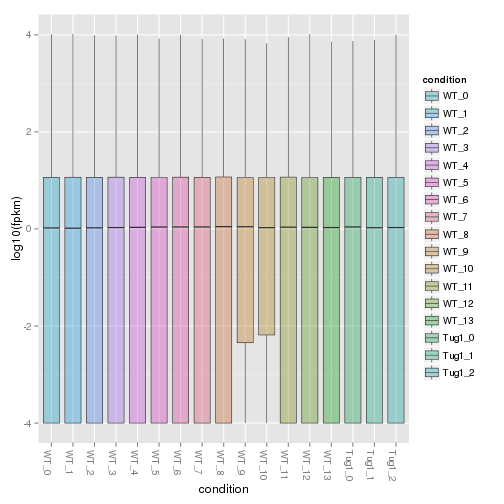 4
2
0
-2
-4
log10(fpkm)
WT_0
WT_1
WT_2
WT_3
WT_4
WT_5
WT_6
WT_7
WT_8
WT_9
WT_10
WT_11
WT_12
WT_13
Tug1_0
Tug1_1
Tug1_2
condition
condition
WT_0
WT_1
WT_2
WT_3
WT_4
WT_5
WT_6
WT_7
WT_8
WT_9
WT_10
WT_11
WT_12
WT_13
Tug1_0
Tug1_1
Tug1_2